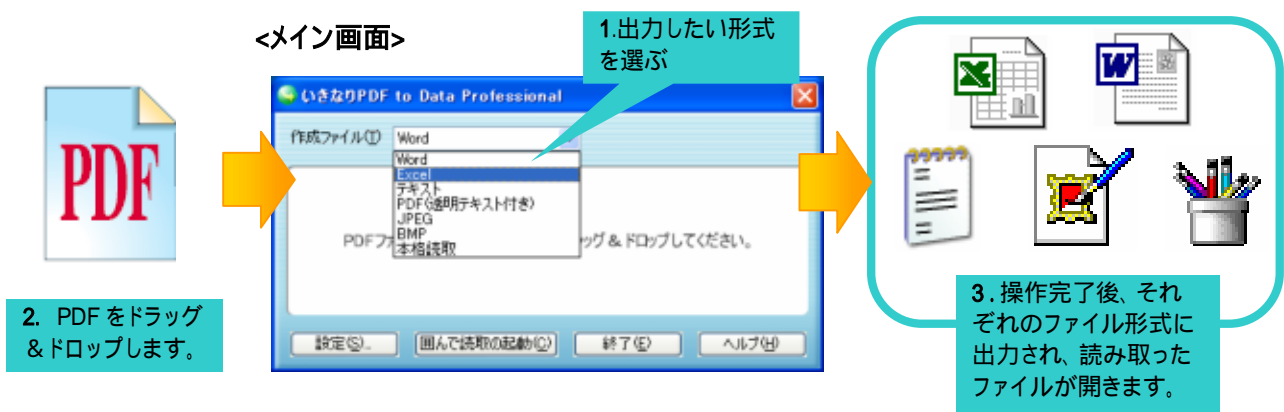 <メイン画面>
1.出力したい形式
を選ぶ
PDF
いきなりPDF to Data Professional
作成ファイル(T) Word
Word
Excel
テキスト
PDF(透明テキスト付き)
JPEG
BMP
本格読取
PDFファ
ッグ & ドロップしてください。
設定(S)...
囲んで読取の起動(C)
終了(E)
ヘルプ(H)
2. PDF をドラッグ
&ドロップします。
3.操作完了後、それ
ぞれのファイル形式に
出力され、読み取った
ファイルが開きます。